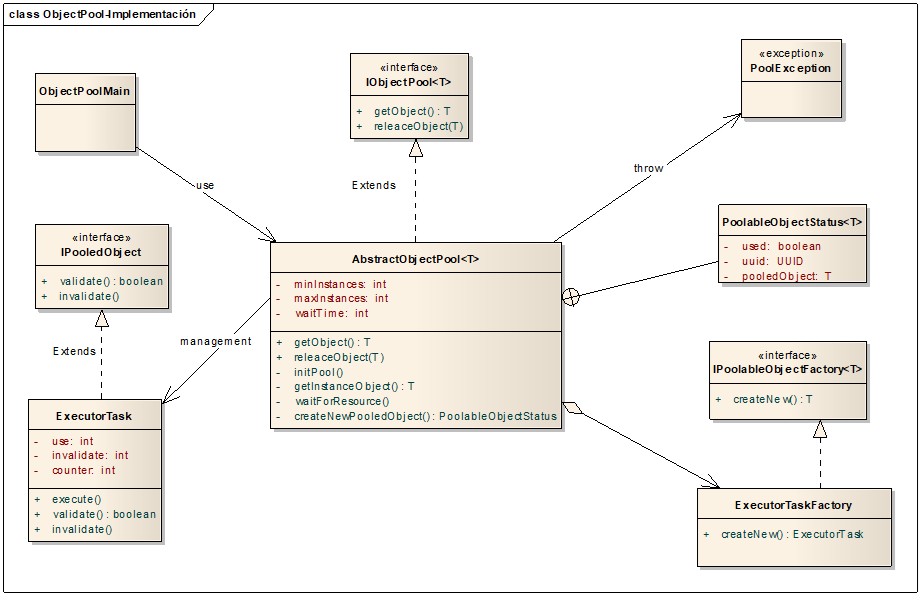 class ObjectPool-Implementación
ObjectPoolMain
«interface»
IObjectPool<T>
+ getObject() : T
+ releaceObject(T)
«exception»
PoolException
use
Extends
throw
«interface»
IPooledObject
+ validate() : boolean
+ invalidate()
AbstractObjectPool<T>
- minInstances: int
- maxInstances: int
- waitTime: int
+ getObject() : T
+ releaceObject(T)
- initPool()
- getInstanceObject() : T
- waitForResource()
- createNewPooledObject() : PoolableObjectStatus
PoolableObjectStatus<T>
- used: boolean
- uuid: UUID
- pooledObject: T
management
Extends
«interface»
IPoolableObjectFactory<T>
+ createNew() : T
ExecutorTask
- use: int
- invalidate: int
- counter: int
+ execute()
+ validate() : boolean
+ invalidate()
ExecutorTaskFactory
+ createNew() : ExecutorTask